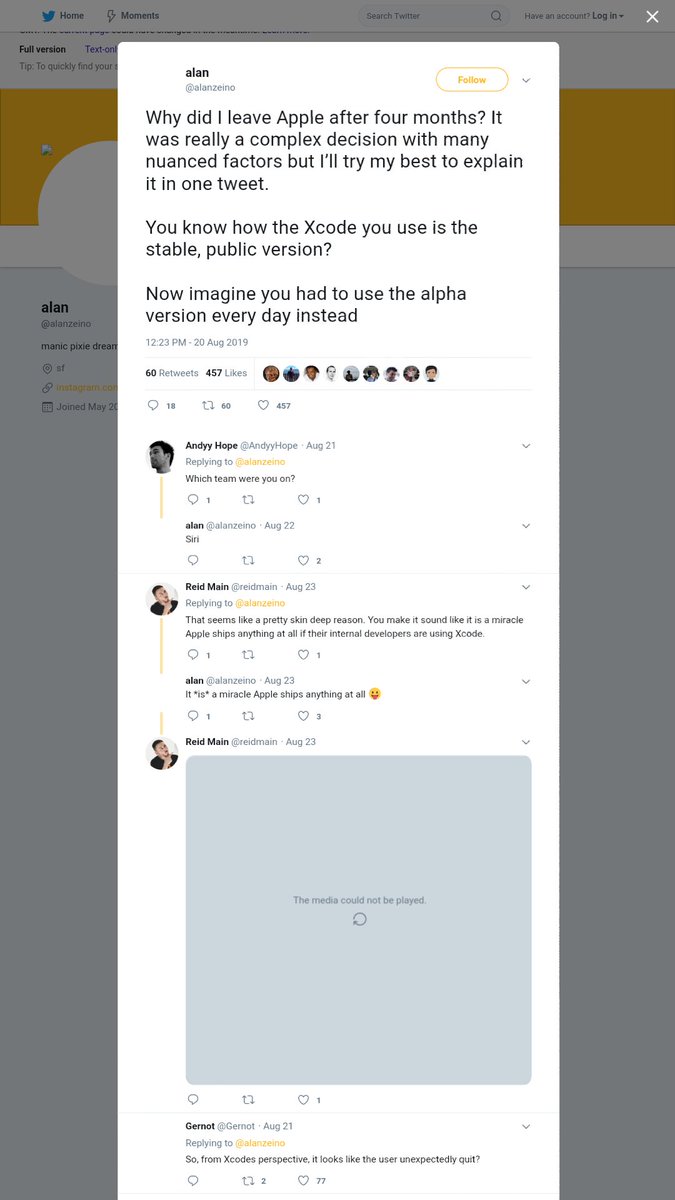 Home
Moments
Search Twitter
Have an account? Log in
Full version
Text-onl
Tip: To quickly find your s
alan
@alanzeino
Follow
Why did I leave Apple after four months? It
was really a complex decision with many
nuanced factors but I’ll try my best to explain
it in one tweet.
You know how the Xcode you use is the
stable, public version?
Now imagine you had to use the alpha
version every day instead
12:23 PM - 20 Aug 2019
60 Retweets 457 Likes
18 60 457
alan
@alanzeino
manic pixie dream
sf
instagram.com
Joined May 20
Andyy Hope @AndyyHope · Aug 21
Replying to @alanzeino
Which team were you on?
1 1
alan @alanzeino · Aug 22
Siri
2
Reid Main @reidmain · Aug 23
Replying to @alanzeino
That seems like a pretty skin deep reason. You make it sound like it is a miracle
Apple ships anything at all if their internal developers are using Xcode.
1 1
alan @alanzeino · Aug 23
It *is* a miracle Apple ships anything at all 😜
1 3
Reid Main @reidmain · Aug 23
The media could not be played.
1
Gernot @Gernot · Aug 21
Replying to @alanzeino
So, from Xcodes perspective, it looks like the user unexpectedly quit?
2 77